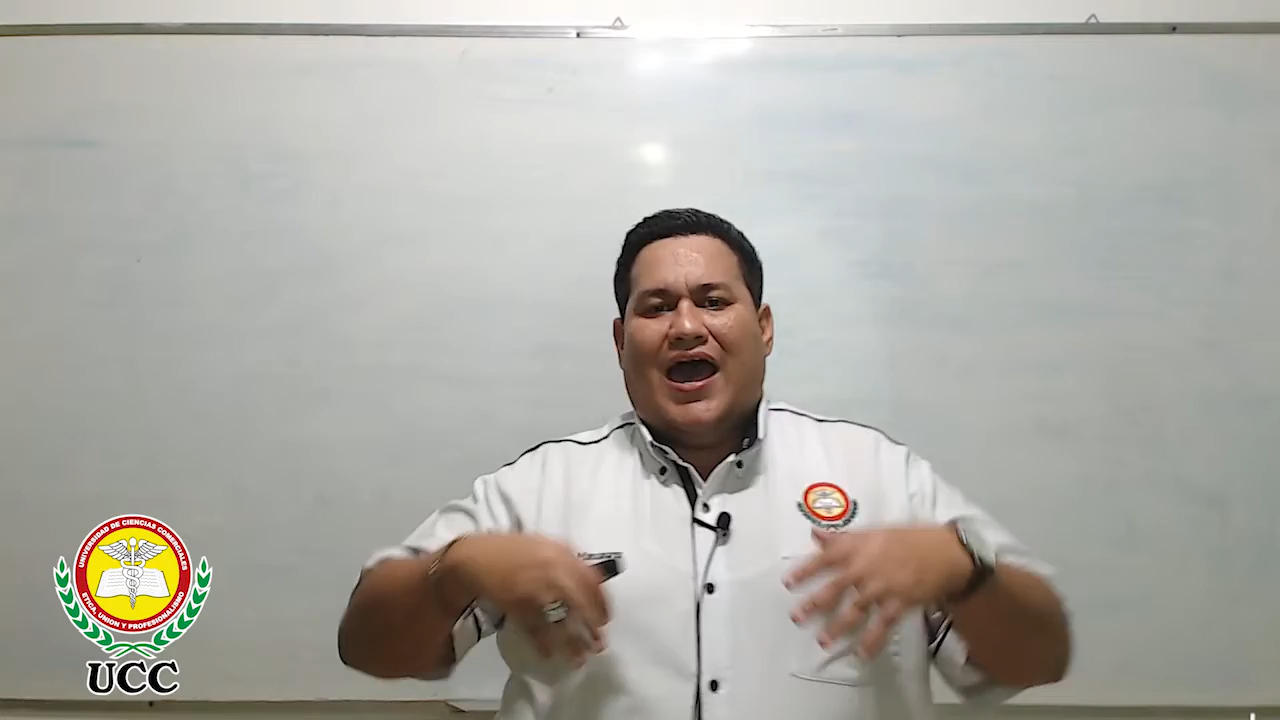 UNIVERSIDAD DE CIENCIAS COMERCIALES
ETICA, UNION Y PROFESIONALISMO
UCC